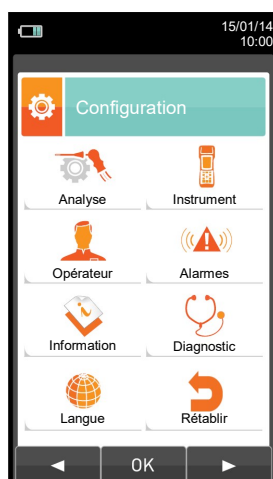 15/01/14
10:00
Configuration
Analyse
Instrument
Opérateur
Alarmes
Information
Diagnostic
Langue
Rétablir
OK